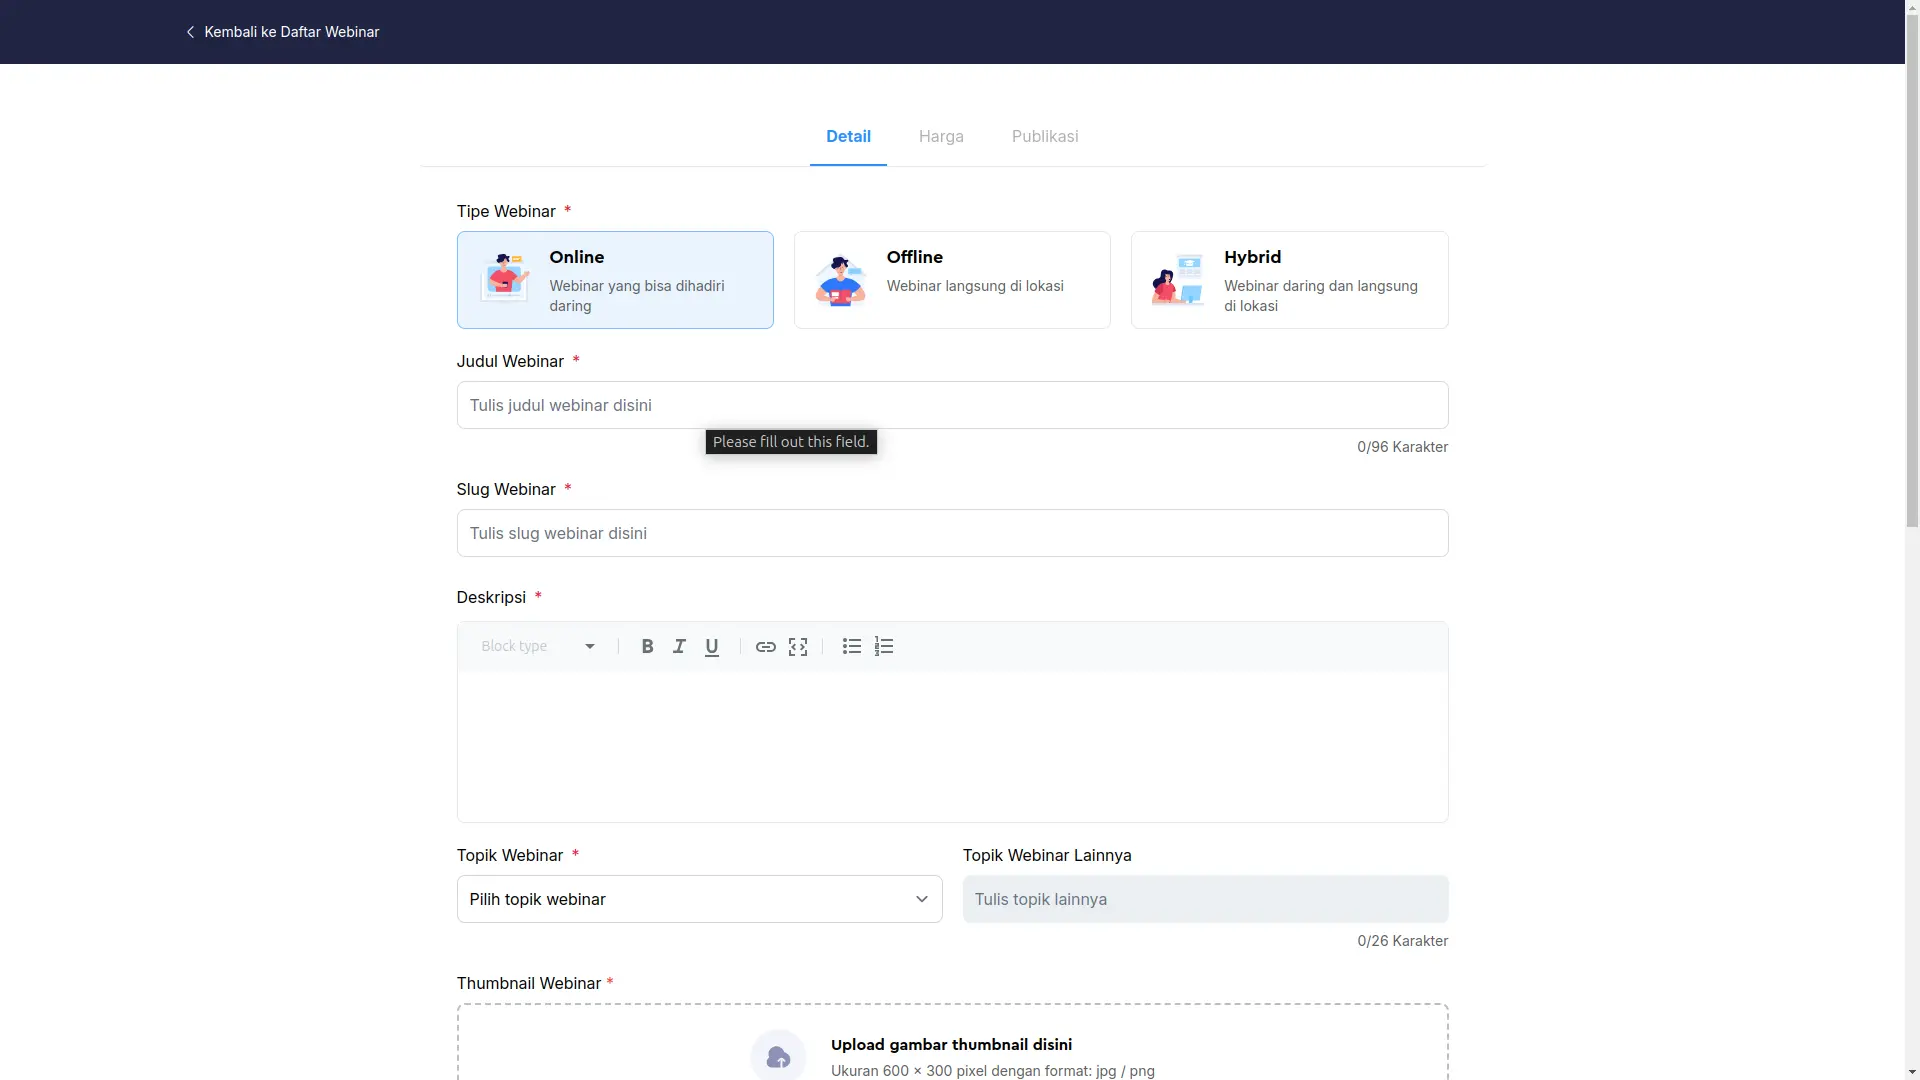 Kembali ke Daftar Webinar
Detail
Harga
Publikasi
Tipe Webinar *
Online
Webinar yang bisa dihadiri
daring
Offline
Webinar langsung di lokasi
Hybrid
Webinar daring dan langsung
di lokasi
Judul Webinar *
Tulis judul webinar disini
Please fill out this field.
0/96 Karakter
Slug Webinar *
Tulis slug webinar disini
Deskripsi *
Block type
B I U
Topik Webinar *
Pilih topik webinar
Topik Webinar Lainnya
Tulis topik lainnya
0/26 Karakter
Thumbnail Webinar *
Upload gambar thumbnail disini
Ukuran 600 × 300 pixel dengan format: jpg / png